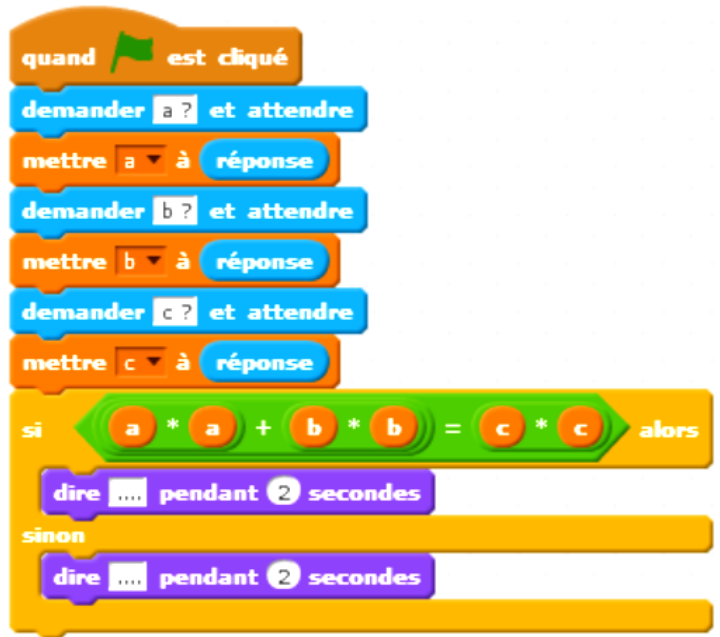 quand est cliqué
demander a ? et attendre
mettre a à réponse
demander b ? et attendre
mettre b à réponse
demander c ? et attendre
mettre c à réponse
si a * a + b * b = c * c alors
dire .... pendant 2 secondes
sinon
dire .... pendant 2 secondes